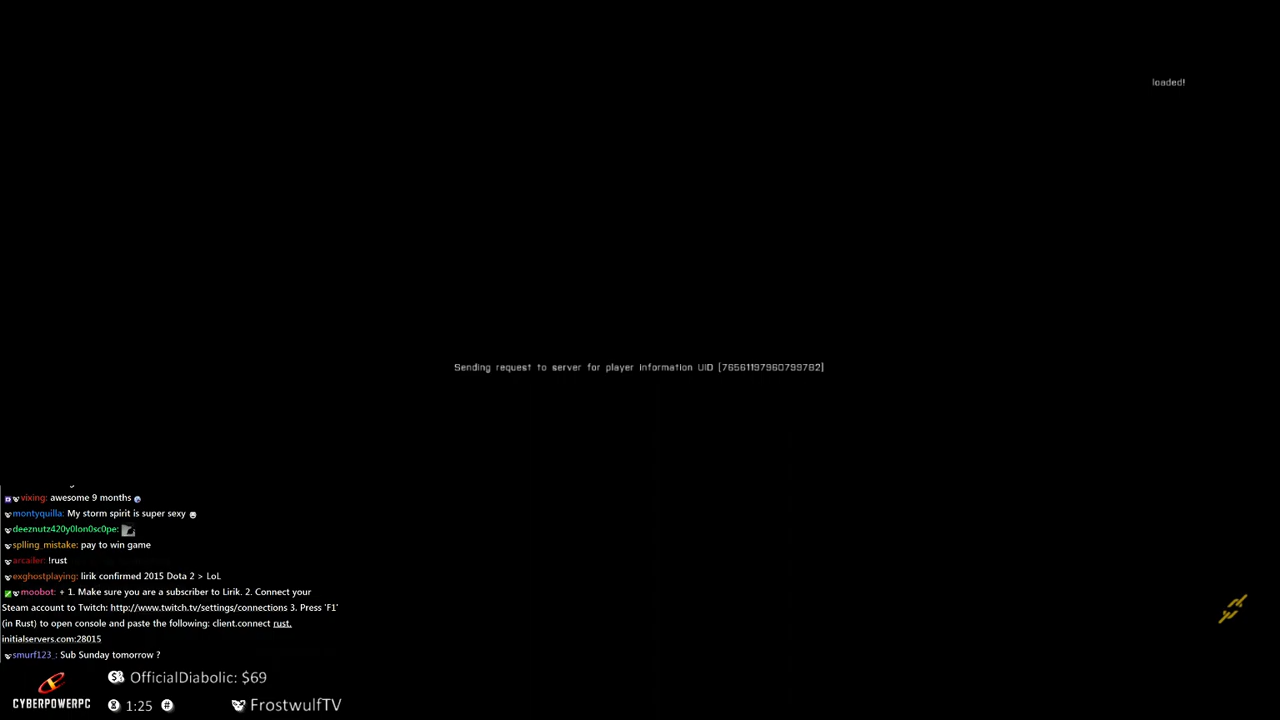 loaded!
Sending request to server for player information UID [76561197960799782]
vixing: awesome 9 months
montyquilla: My storm spirit is super sexy
deeznutz420y0lon0sc0pe:
splling_mistake: pay to win game
arcailer: !rust
exghostplaying: lirik confirmed 2015 Dota 2 > LoL
moobot: + 1. Make sure you are a subscriber to Lirik. 2. Connect your
Steam account to Twitch: http://www.twitch.tv/settings/connections 3. Press 'F1'
(in Rust) to open console and paste the following: client.connect rust.
initialservers.com:28015
smurf123_: Sub Sunday tomorrow ?
OfficialDiabolic: $69
CYBERPOWERPC
1:25
FrostwulfTV